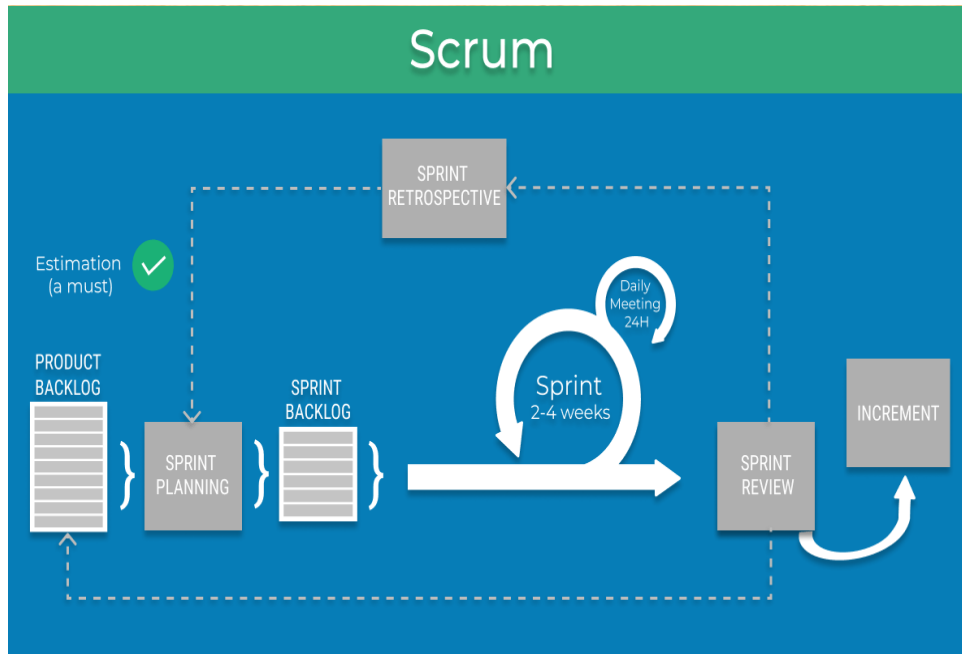 Scrum
SPRINT
RETROSPECTIVE
Estimation
(a must)
Daily
Meeting
24H
PRODUCT
BACKLOG
SPRINT
BACKLOG
Sprint
2-4 weeks
INCREMENT
SPRINT
PLANNING
SPRINT
REVIEW